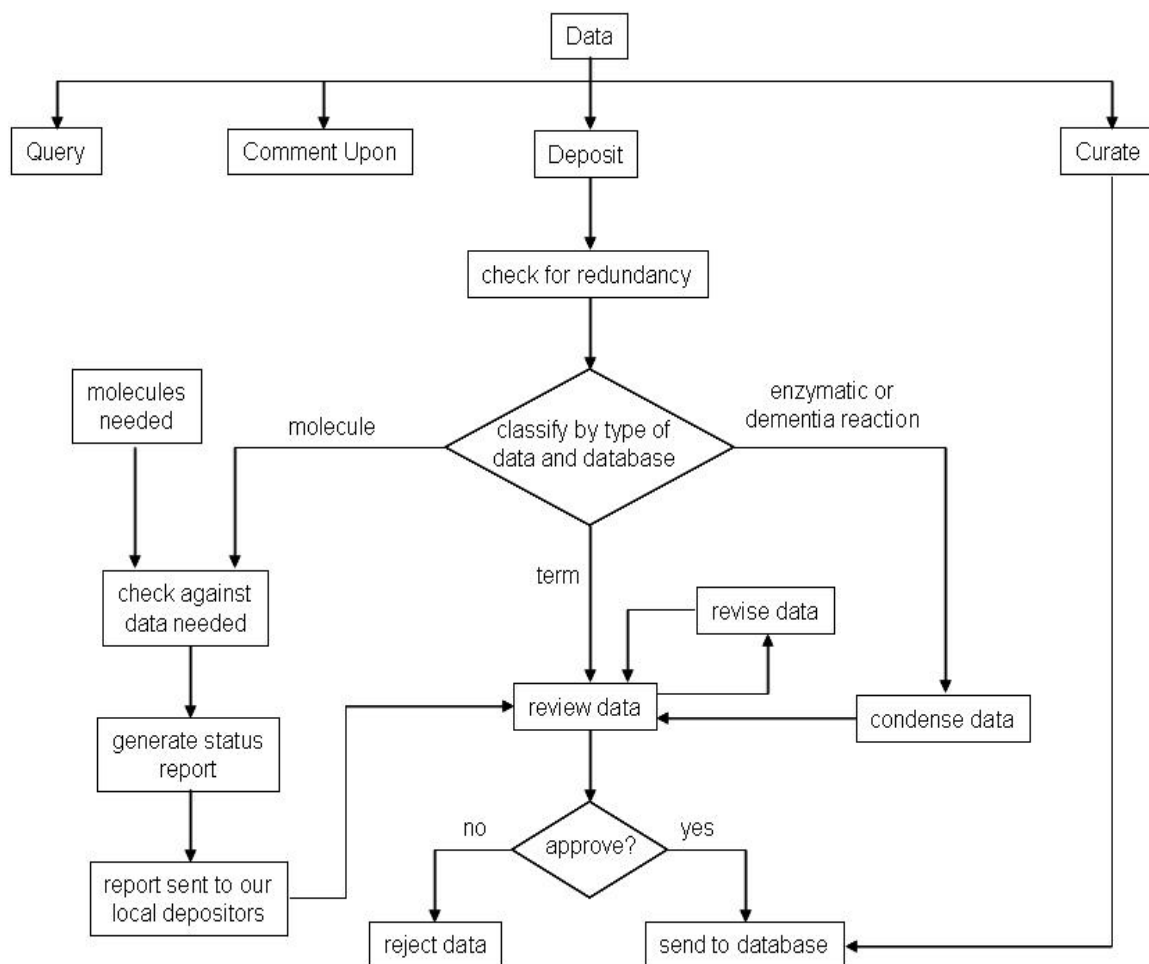 Data
Query
Comment Upon
Deposit
Curate
check for redundancy
molecules
needed
molecule
classify by type of
data and database
enzymatic or
dementia reaction
term
check against
data needed
revise data
review data
condense data
generate status
report
no
approve?
yes
report sent to our
local depositors
reject data
send to database